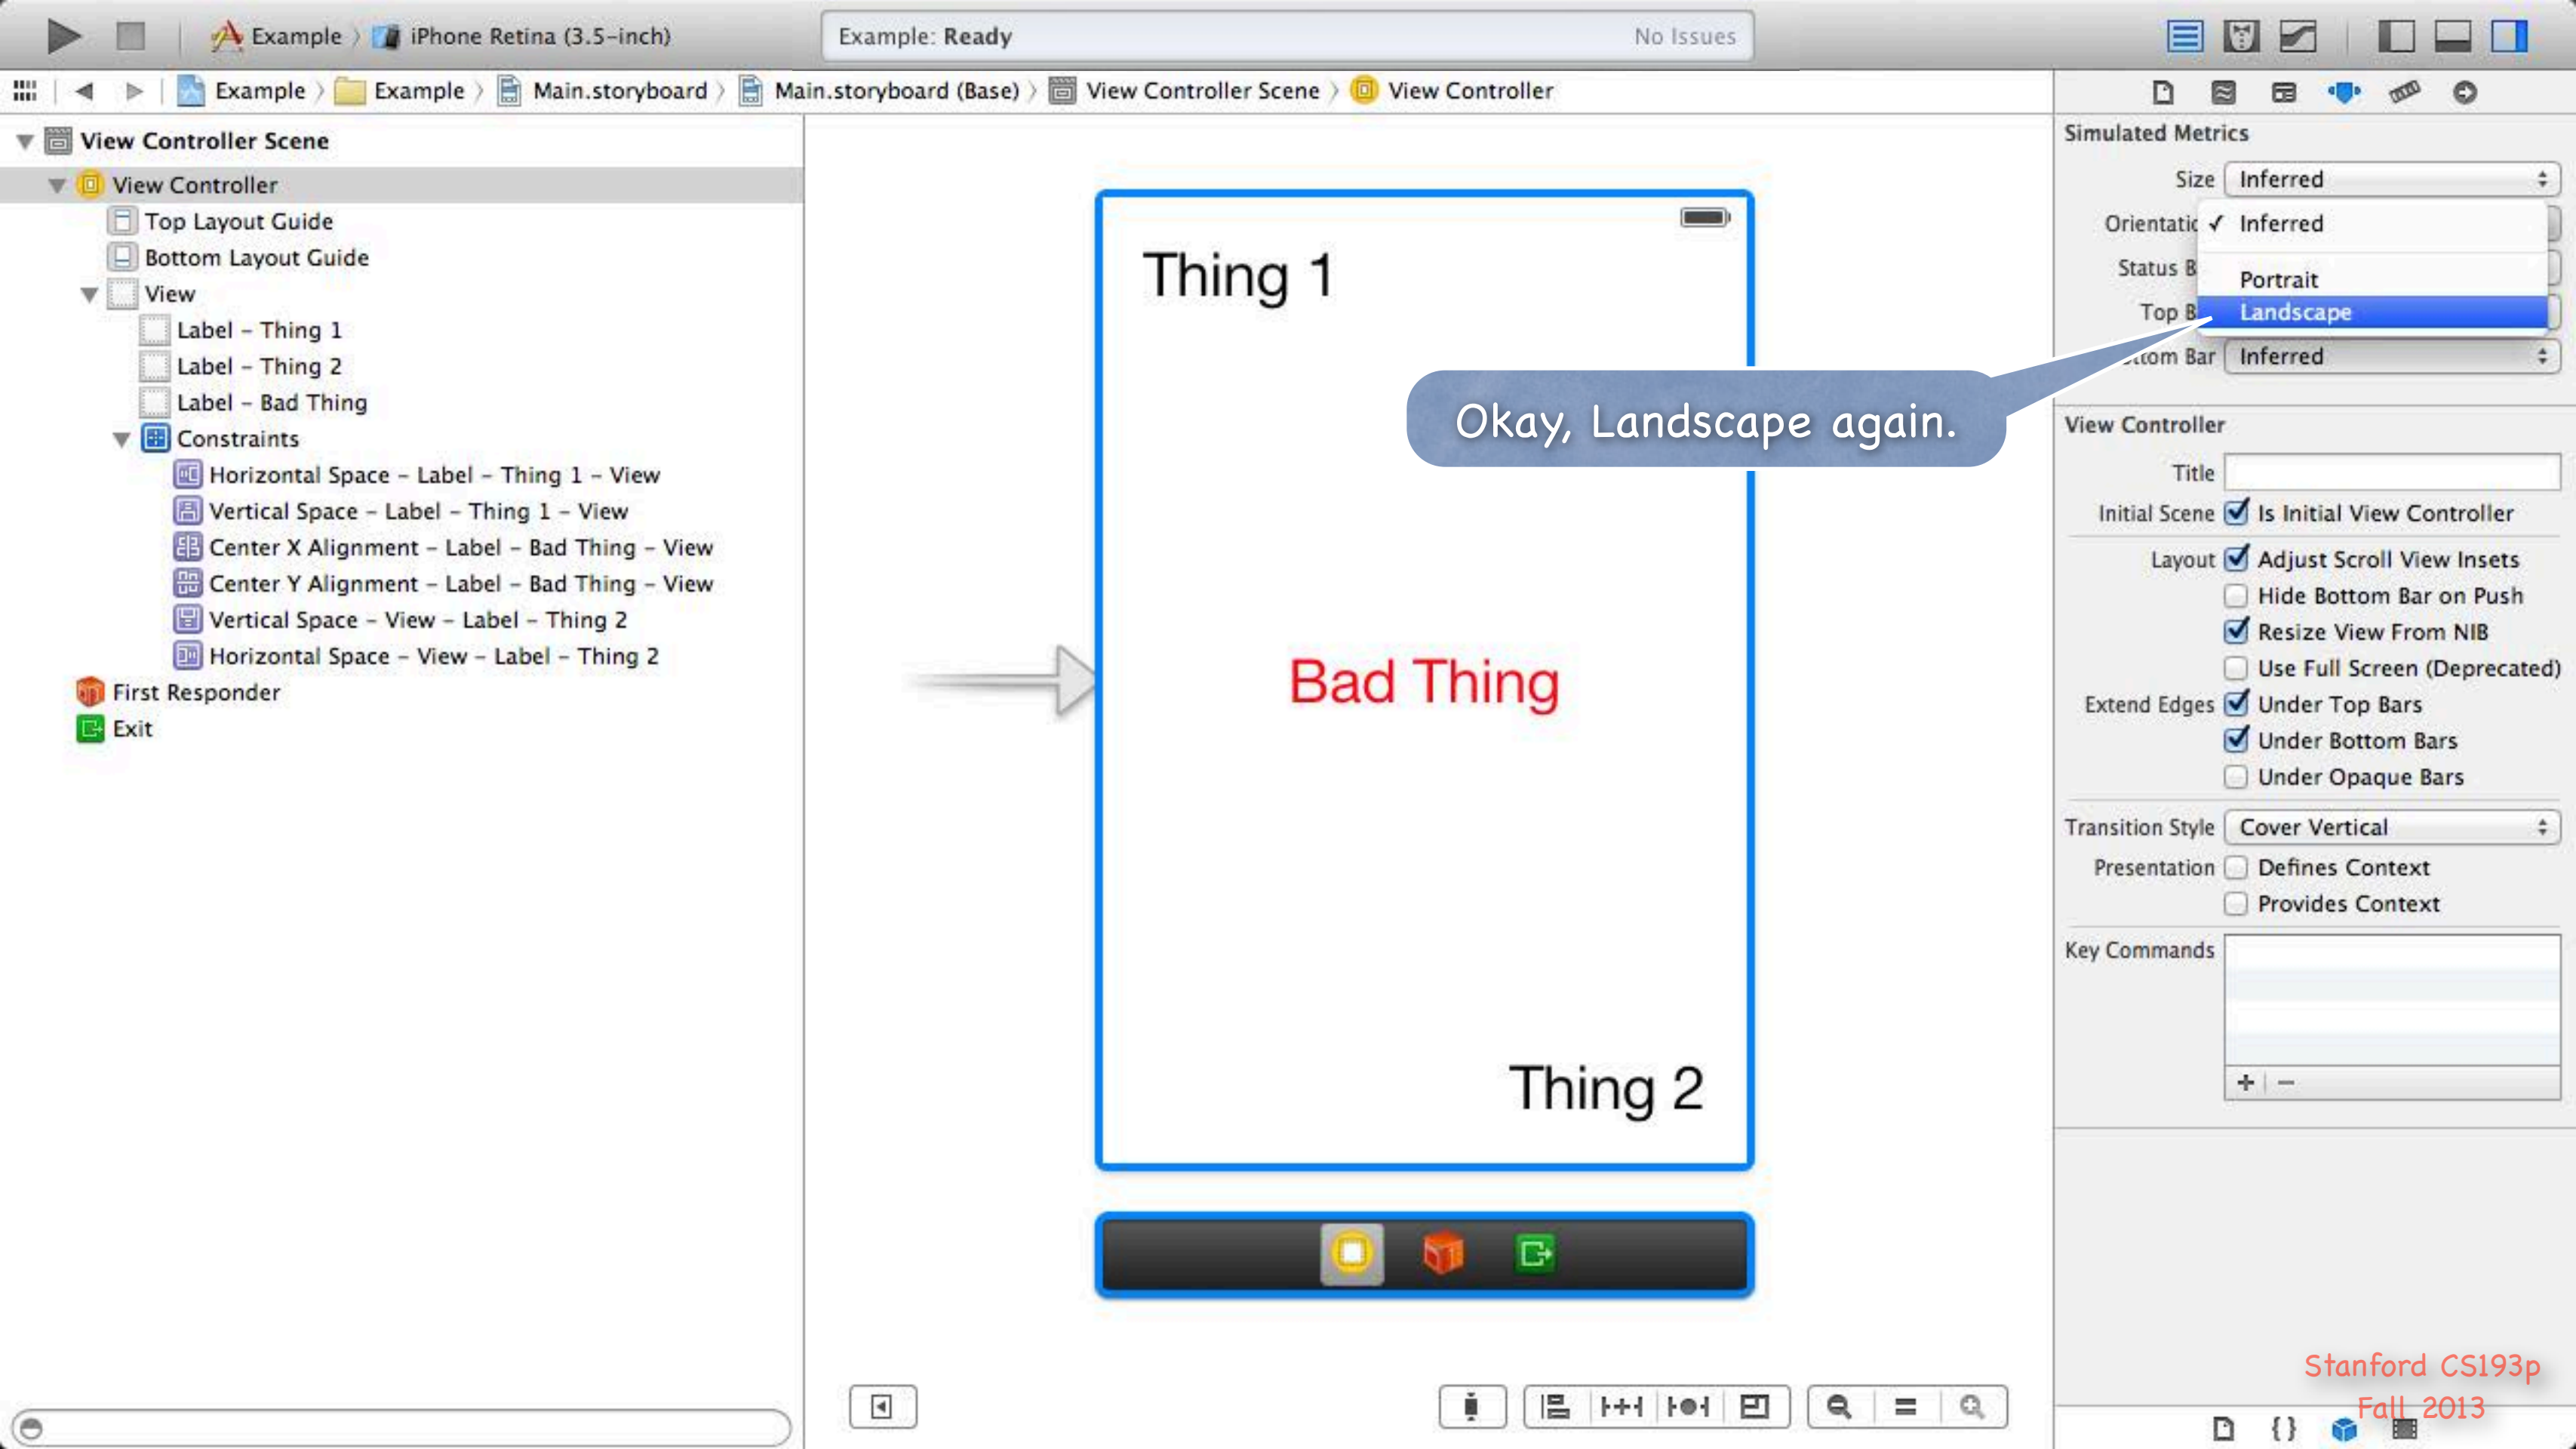 Example › iPhone Retina (3.5-inch)
Example: Ready
No Issues
Example › Example › Main.storyboard › Main.storyboard (Base) › View Controller Scene › View Controller
View Controller Scene
View Controller
Top Layout Guide
Bottom Layout Guide
View
Label – Thing 1
Label – Thing 2
Label – Bad Thing
Constraints
Horizontal Space – Label – Thing 1 – View
Vertical Space – Label – Thing 1 – View
Center X Alignment – Label – Bad Thing – View
Center Y Alignment – Label – Bad Thing – View
Vertical Space – View – Label – Thing 2
Horizontal Space – View – Label – Thing 2
First Responder
Exit
Thing 1
Bad Thing
Thing 2
Okay, Landscape again.
Simulated Metrics
Size Inferred
Orientatio ✓ Inferred
Status B
Portrait
Top B
Landscape
ttom Bar Inferred
View Controller
Title
Initial Scene Is Initial View Controller
Layout Adjust Scroll View Insets
Hide Bottom Bar on Push
Resize View From NIB
Use Full Screen (Deprecated)
Extend Edges Under Top Bars
Under Bottom Bars
Under Opaque Bars
Transition Style Cover Vertical
Presentation Defines Context
Provides Context
Key Commands
Stanford CS193p
Fall 2013